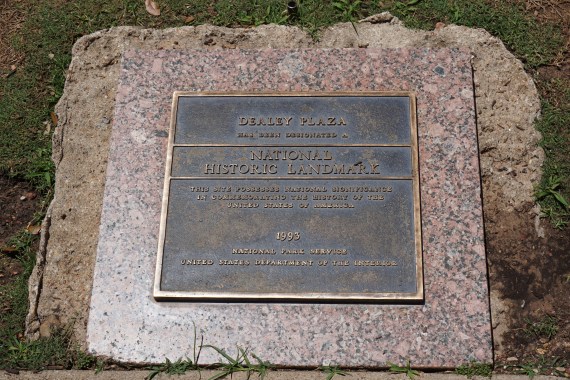 DEALEY PLAZA
HAS BEEN DESIGNATED A
NATIONAL
HISTORIC LANDMARK
THIS SITE POSSESSES NATIONAL SIGNIFICANCE
IN COMMEMORATING THE HISTORY OF THE
UNITED STATES OF AMERICA
1993
NATIONAL PARK SERVICE
UNITED STATES DEPARTMENT OF THE INTERIOR